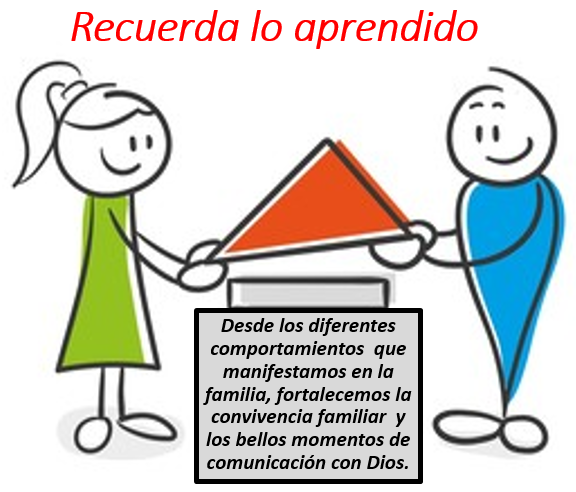 Recuerda lo aprendido
Desde los diferentes
comportamientos que
manifestamos en la
familia, fortalecemos la
convivencia familiar y
los bellos momentos de
comunicación con Dios.